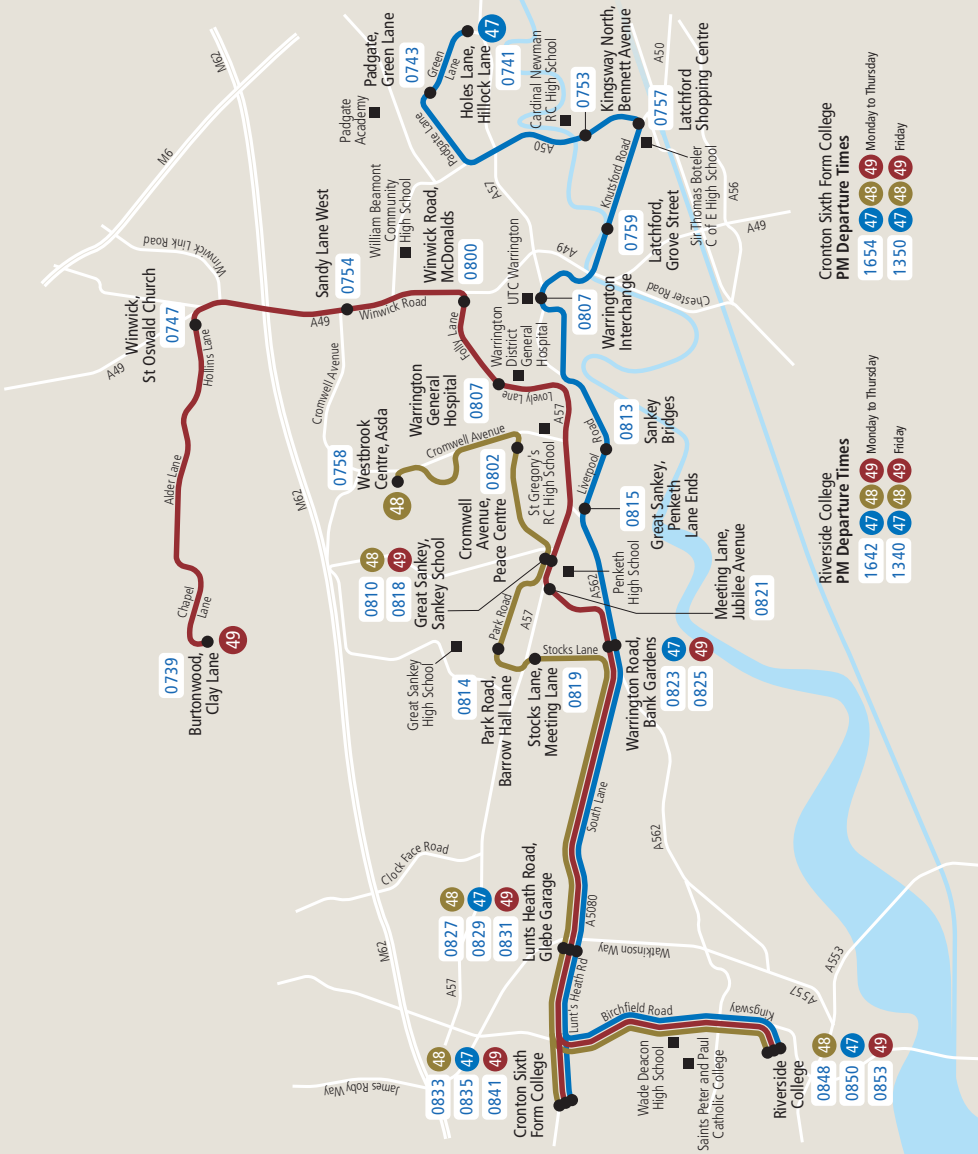 M62
M6
Winwick Link Road
Winwick,
St Oswald Church
0747
A49
Hollins Lane
Alder Lane
Chapel
Lane
49
0739
Burtonwood,
Clay Lane
Sandy Lane West
0754
A49
Winwick Road
Cromwell Avenue
M62
Padgate
Academy
Padgate,
Green Lane
0743
Green
Lane
47
Holes Lane,
Hillock Lane
0741
Padgate Lane
William Beamont
Community
High School
A57
Winwick Road,
McDonalds
0800
Folly Lane
Cardinal Newman
RC High School
0753
A50
Kingsway North,
Bennett Avenue
A50
0757
Latchford
Shopping Centre
Knutsford Road
Sir Thomas Boteler
C of E High School
A56
A49
0759
Latchford,
Grove Street
A49
Chester Road
UTC Warrington
0807
Warrington
Interchange
Warrington
District
General
Hospital
Warrington
General
Hospital
0807
Lovely Lane
A57
0758
Westbrook
Centre, Asda
48
Cromwell Avenue
Cromwell
Avenue,
Peace Centre
0802
St Gregory's
RC High School
0813
Sankey
Bridges
Liverpool
Road
0815
Great Sankey,
Penketh
Lane Ends
0810 48
0818 49
Great Sankey,
Sankey School
Penketh
High School
A562
Meeting Lane,
Jubilee Avenue
0821
Park Road
A57
Great Sankey
High School
0814
Park Road,
Barrow Hall Lane
Stocks Lane
Stocks Lane,
Meeting Lane
0819
Warrington Road,
Bank Gardens
0823 47
0825 49
South Lane
A562
Clock Face Road
M62
A57
0827 48
0829 47
0831 49
Lunts Heath Road,
Glebe Garage
A5080
Watkinson Way
Lunt's Heath Rd
A553
A557
Birchfield Road
Kingsway
James Roby Way
0833 48
0835 47
0841 49
Cronton Sixth
Form College
Wade Deacon
High School
Saints Peter and Paul
Catholic College
Riverside
College
0848 48
0850 47
0853 49
Riverside College
PM Departure Times
1642 47 48 49 Monday to Thursday
1340 47 48 49 Friday
Cronton Sixth Form College
PM Departure Times
1654 47 48 49 Monday to Thursday
1350 47 48 49 Friday